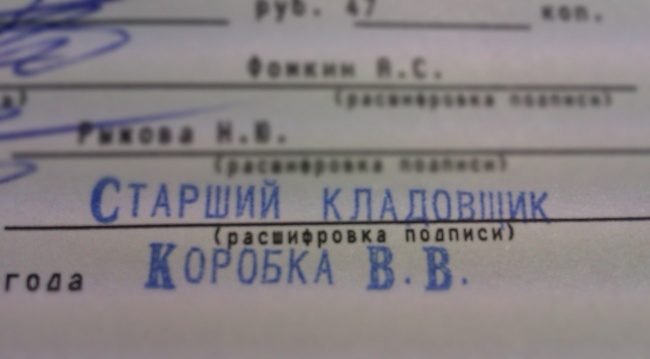 руб. 47 коп.
Фомкин А.С.
(расшифровка подписи)
Рыкова Н.Ю.
(расшифровка подписи)
Старший кладовщик
(расшифровка подписи)
года Коробка В.В.